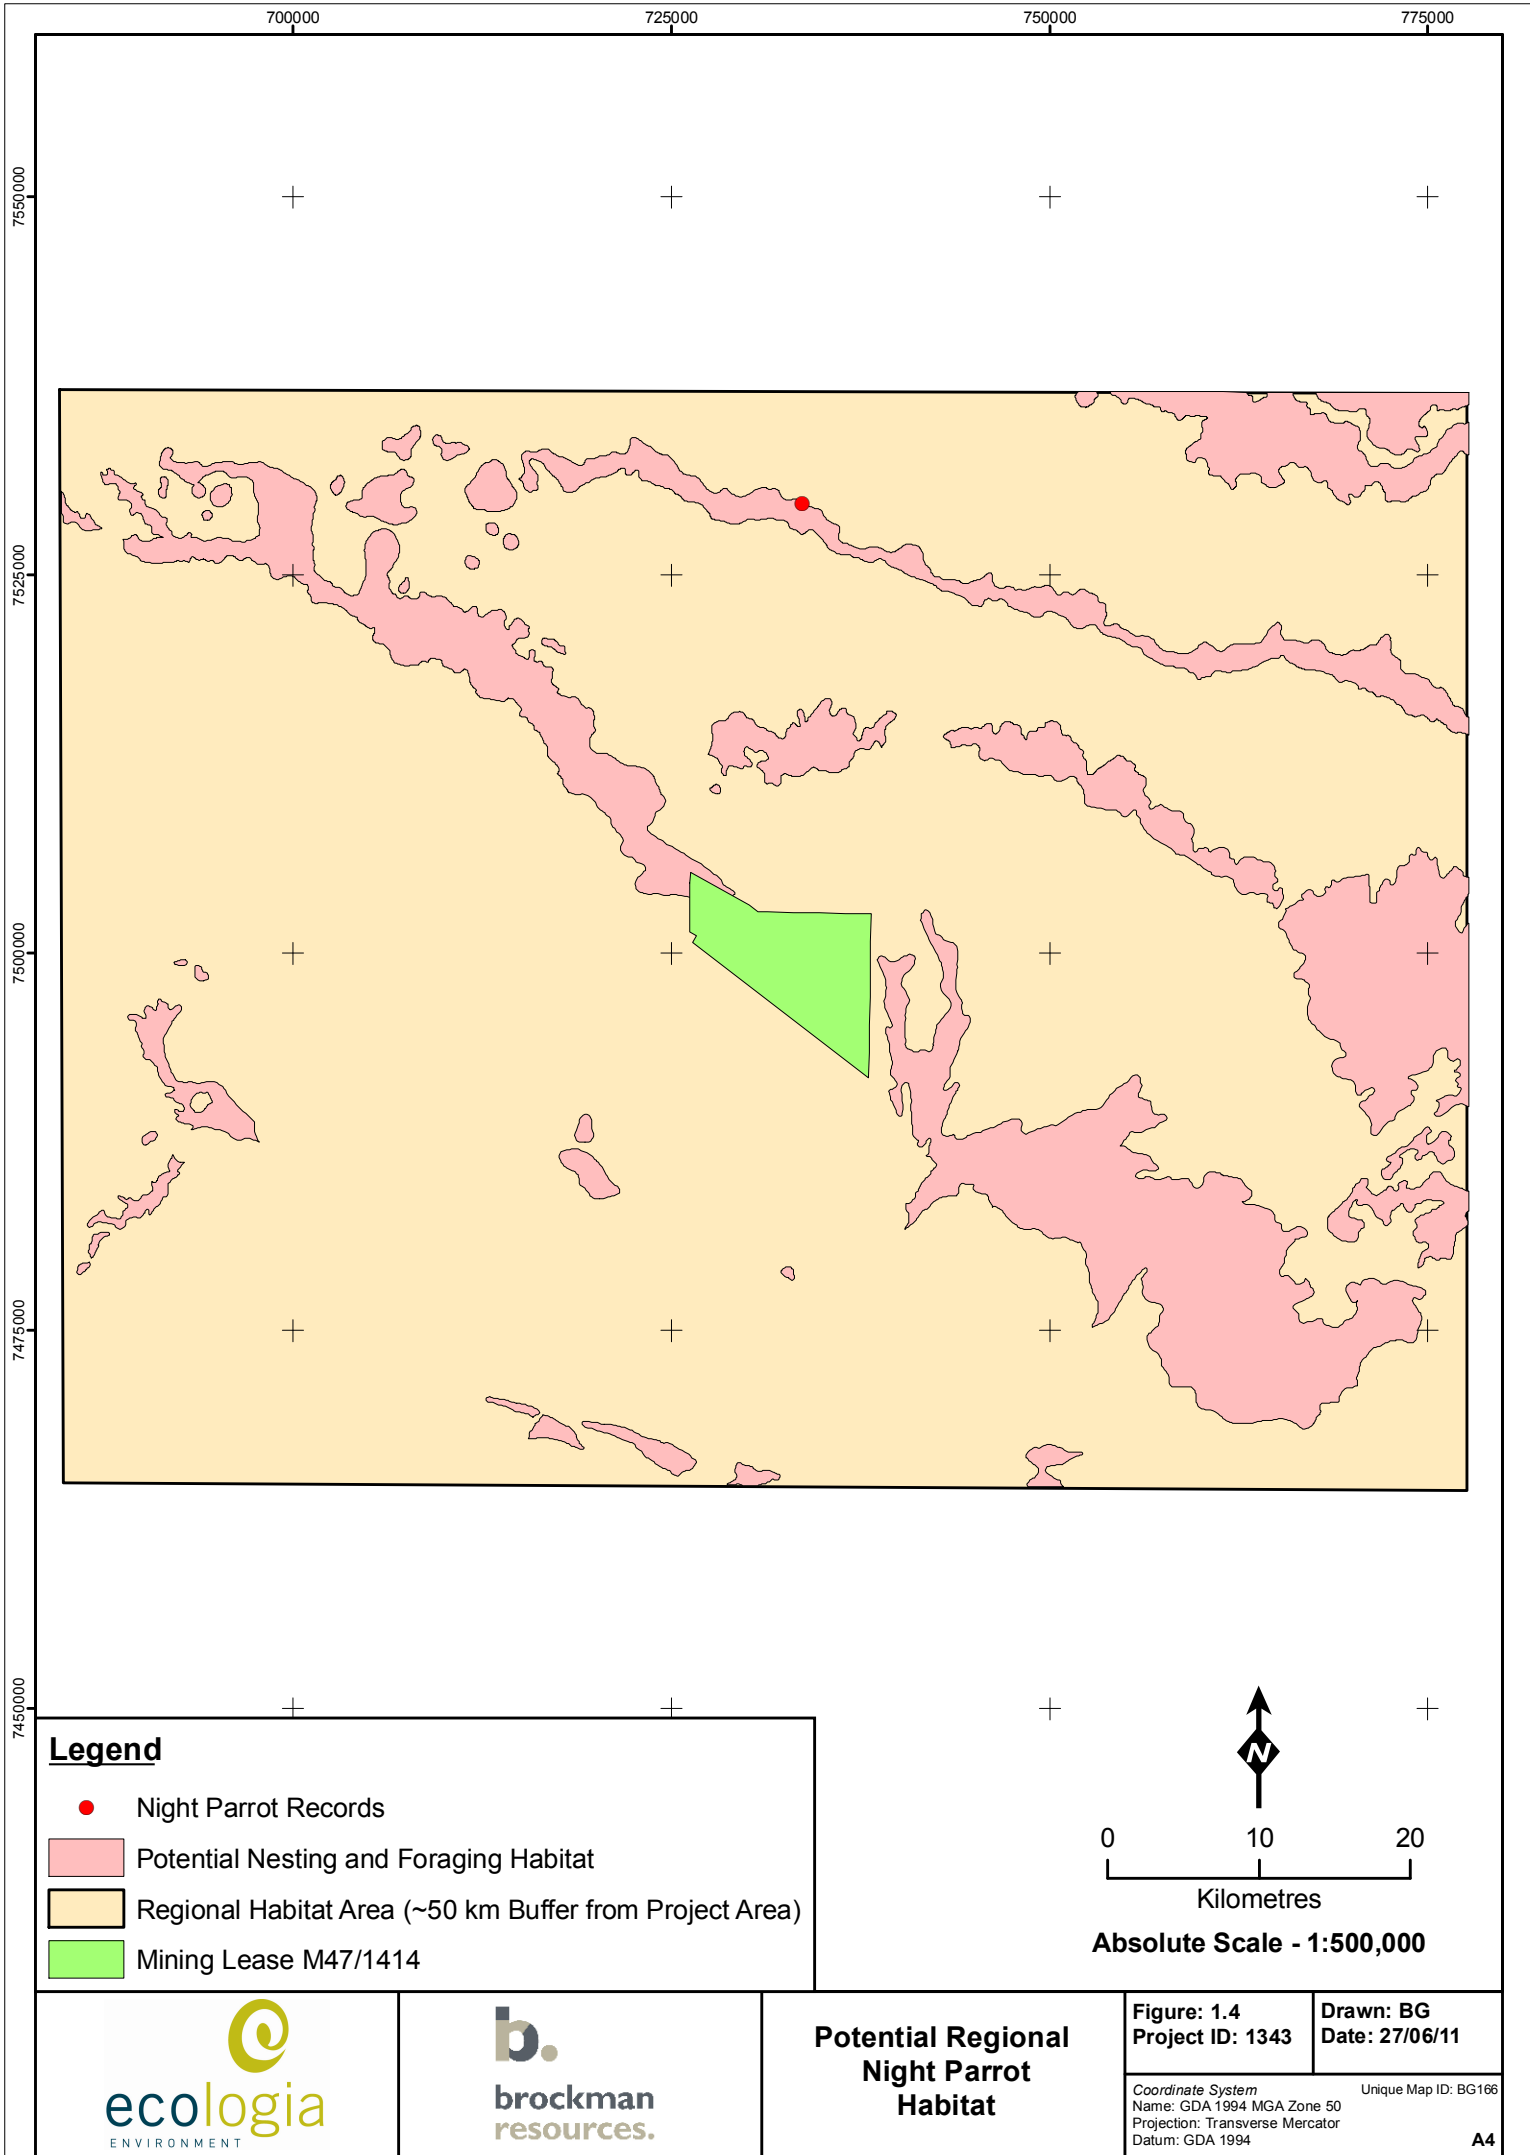 700000
725000
750000
775000
7550000
7525000
7500000
7475000
7450000
Legend
Night Parrot Records
Potential Nesting and Foraging Habitat
Regional Habitat Area (~50 km Buffer from Project Area)
Mining Lease M47/1414
N
0 10 20
Kilometres
Absolute Scale - 1:500,000
ecologia
ENVIRONMENT
b.
brockman
resources.
Potential Regional
Night Parrot
Habitat
Figure: 1.4
Project ID: 1343
Drawn: BG
Date: 27/06/11
Coordinate System
Name: GDA 1994 MGA Zone 50
Projection: Transverse Mercator
Datum: GDA 1994
Unique Map ID: BG166
A4